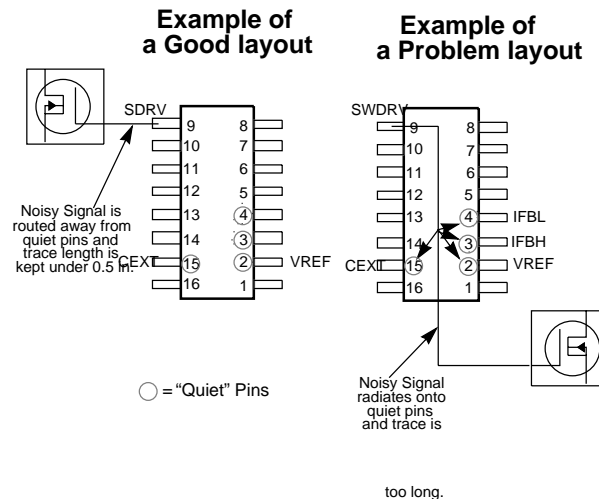 Example of
a Good layout
SDRV
9 8
10 7
11 6
12 5
13 4
14 3
CEXT 15 2 VREF
16 1
Noisy Signal is
routed away from
quiet pins and
trace length is
kept under 0.5 in.
= “Quiet” Pins
Example of
a Problem layout
SWDRV
9 8
10 7
11 6
12 5
13 4 IFBL
14 3 IFBH
CEXT 15 2 VREF
16 1
Noisy Signal
radiates onto
quiet pins
and trace is
too long.